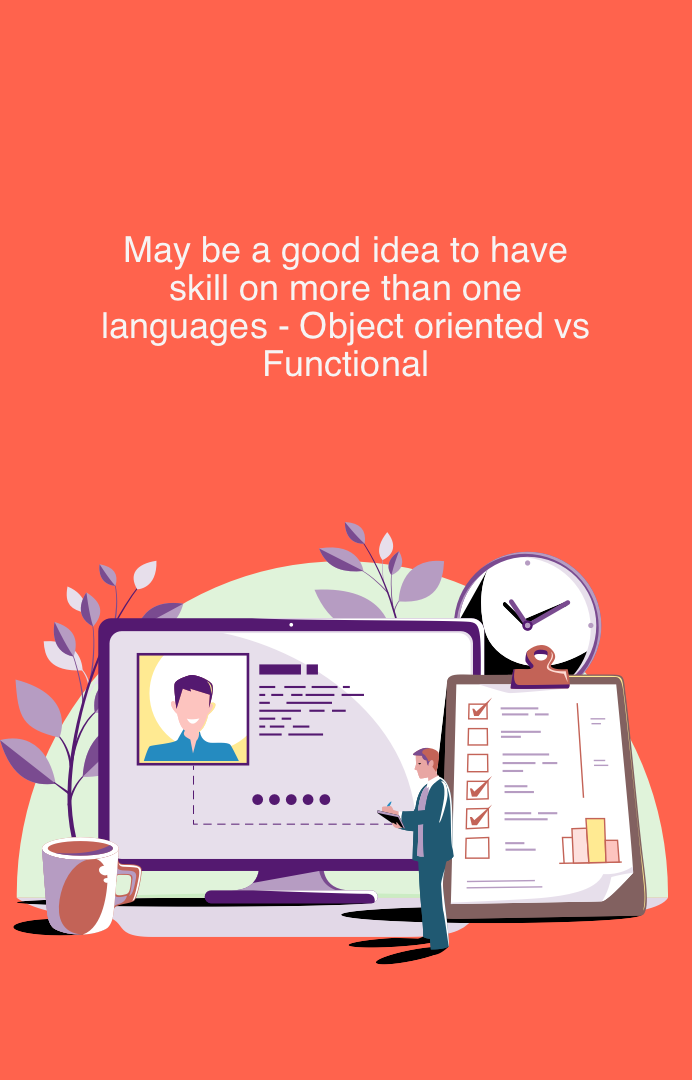 May be a good idea to have
skill on more than one
languages - Object oriented vs
Functional